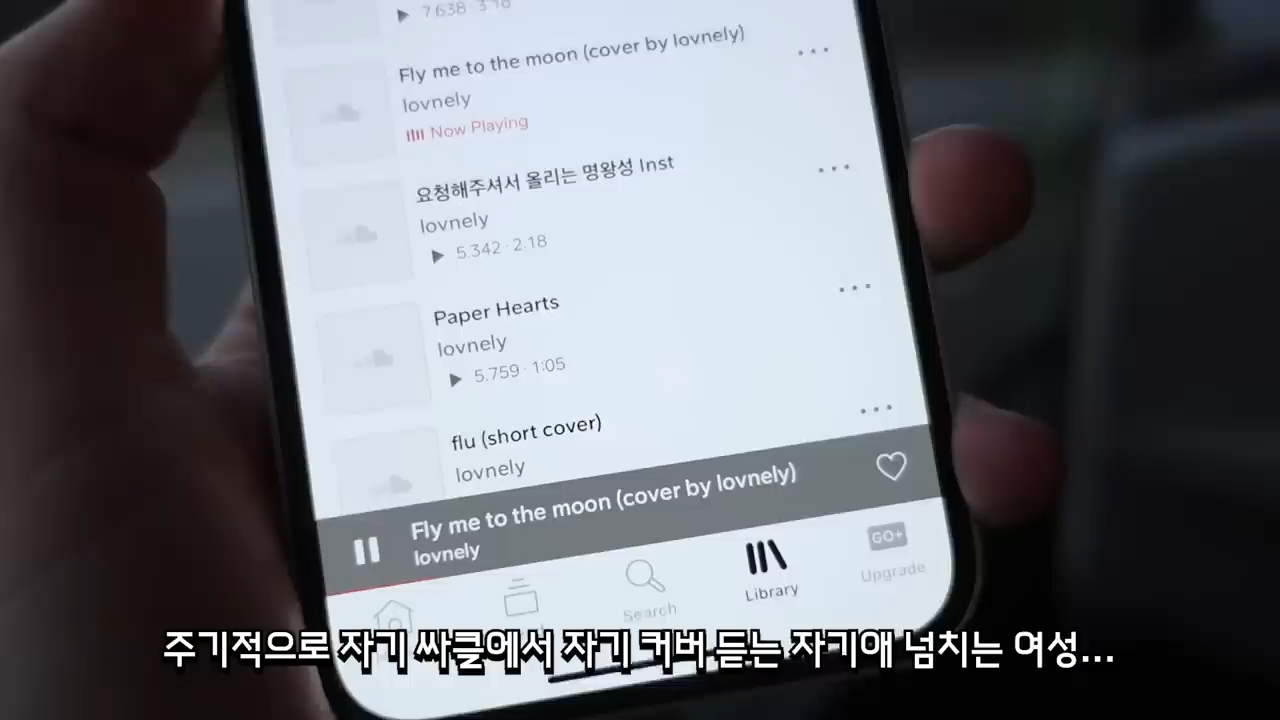 7.638 · 3:18
Fly me to the moon (cover by lovnely)
lovnely
Now Playing
요청해주셔서 올리는 명왕성 Inst
lovnely
5.342 · 2:18
Paper Hearts
lovnely
5.759 · 1:05
flu (short cover)
lovnely
Fly me to the moon (cover by lovnely)
lovnely
Search
Library
GO+
Upgrade
주기적으로 자기 싸클에서 자기 커버 듣는 자기애 넘치는 여성...